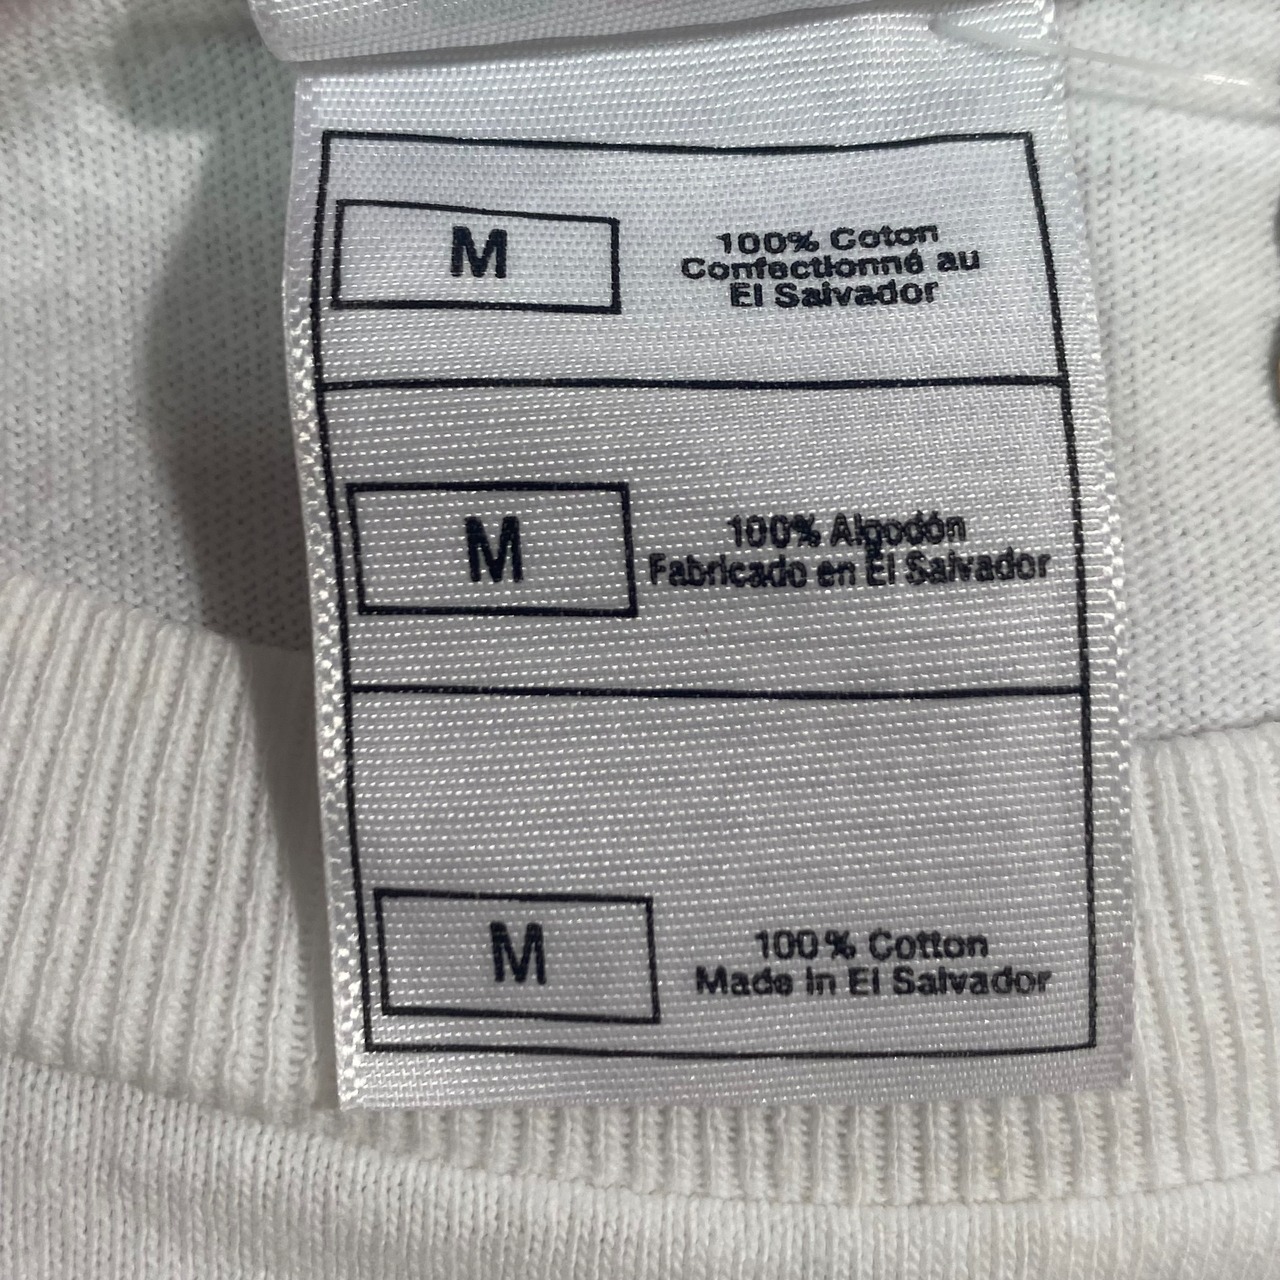 M
100% Coton
Confectionné au
El Salvador
M
100% Algodón
Fabricado en El Salvador
M
100% Cotton
Made in El Salvador